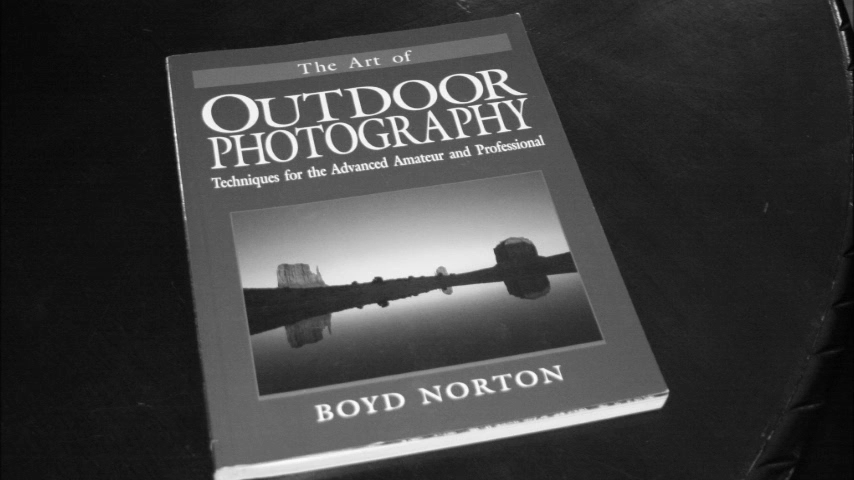 The Art of
OUTDOOR
PHOTOGRAPHY
Techniques for the Advanced Amateur and Professional
BOYD NORTON